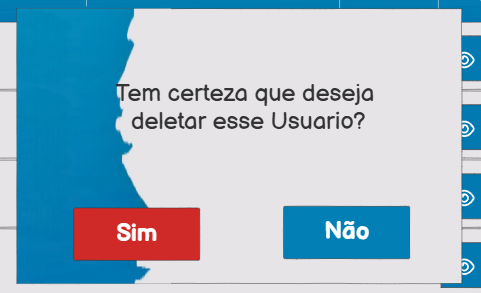 Tem certeza que deseja
deletar esse Usuario?
Sim
Não